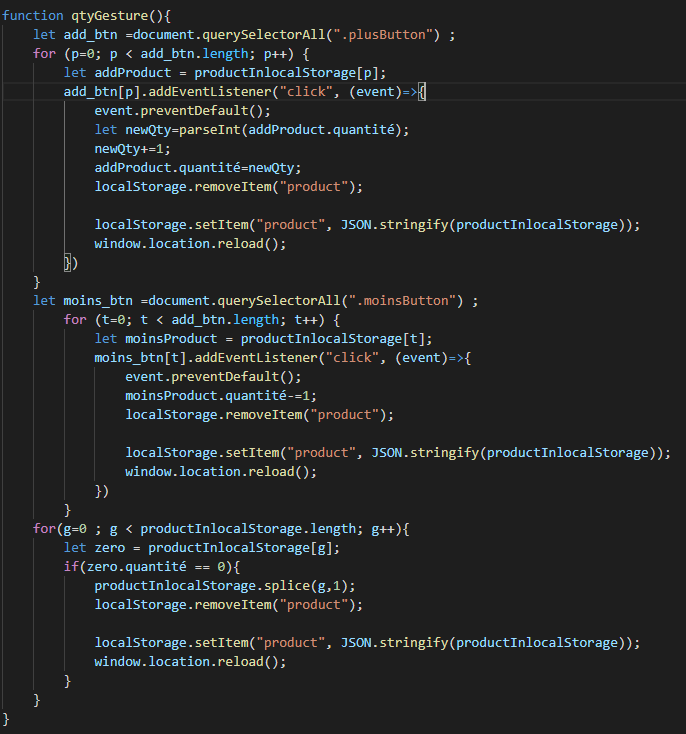 function qtyGesture(){
    let add_btn =document.querySelectorAll(".plusButton") ;
    for (p=0; p < add_btn.length; p++) {
        let addProduct = productInlocalStorage[p];
        add_btn[p].addEventListener("click", (event)=>{
            event.preventDefault();
            let newQty=parseInt(addProduct.quantité);
            newQty+=1;
            addProduct.quantité=newQty;
            localStorage.removeItem("product");

            localStorage.setItem("product", JSON.stringify(productInlocalStorage));
            window.location.reload();
        })
    }
    let moins_btn =document.querySelectorAll(".moinsButton") ;
        for (t=0; t < add_btn.length; t++) {
            let moinsProduct = productInlocalStorage[t];
            moins_btn[t].addEventListener("click", (event)=>{
                event.preventDefault();
                moinsProduct.quantité-=1;
                localStorage.removeItem("product");

                localStorage.setItem("product", JSON.stringify(productInlocalStorage));
                window.location.reload();
            })
        }
    for(g=0 ; g < productInlocalStorage.length; g++){
        let zero = productInlocalStorage[g];
        if(zero.quantité == 0){
            productInlocalStorage.splice(g,1);
            localStorage.removeItem("product");

            localStorage.setItem("product", JSON.stringify(productInlocalStorage));
            window.location.reload();
        }
    }
}